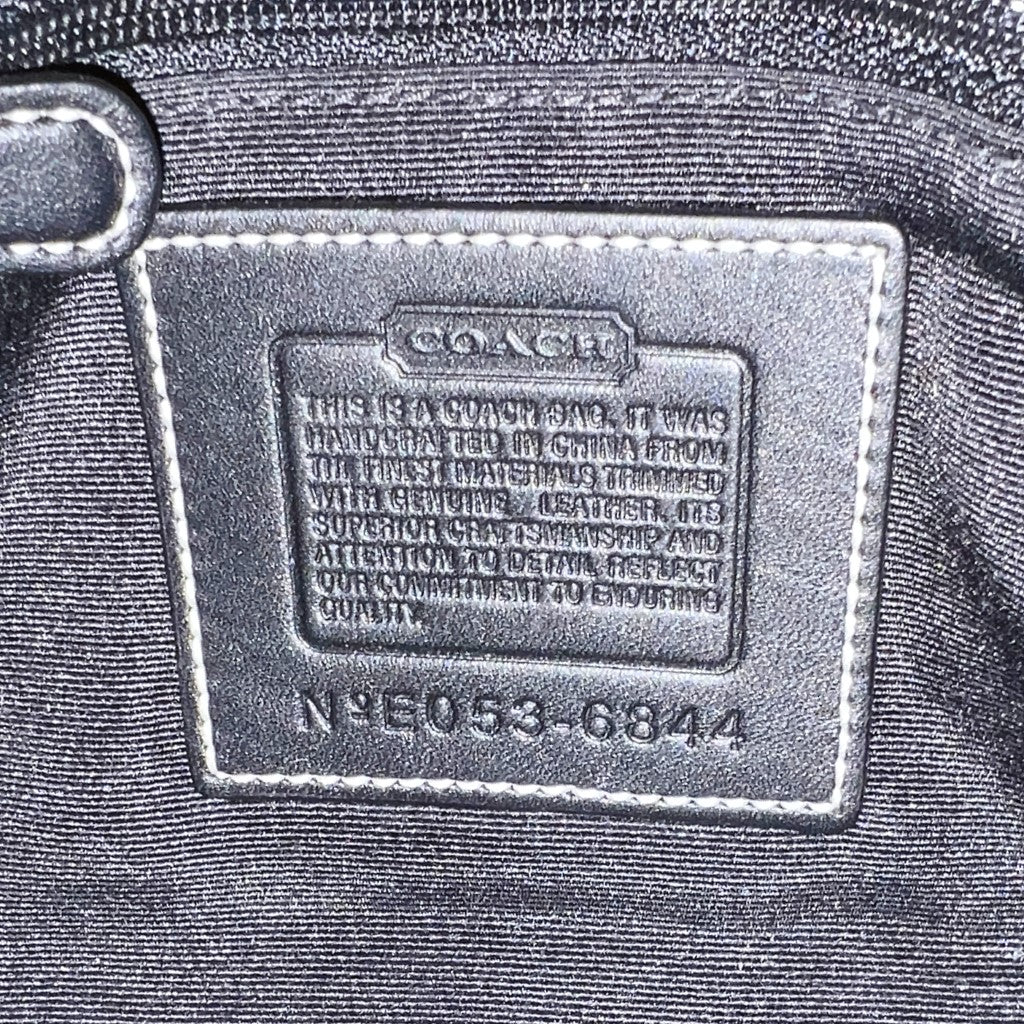 COACH
THIS IS A COACH BAG. IT WAS
HANDCRAFTED IN CHINA FROM
THE FINEST MATERIALS TRIMMED
WITH GENUINE LEATHER. ITS
SUPERIOR CRAFTSMANSHIP AND
ATTENTION TO DETAIL REFLECT
OUR COMMITMENT TO ENDURING
QUALITY.
Nº E053-6844